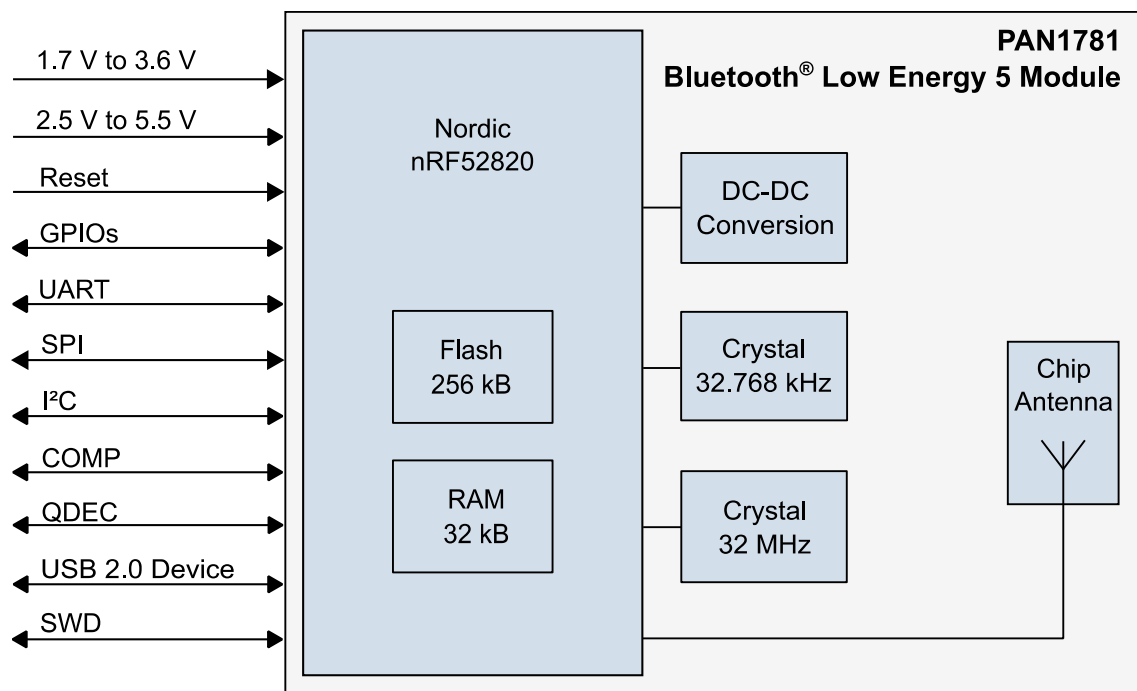 PAN1781
Bluetooth® Low Energy 5 Module
1.7 V to 3.6 V
2.5 V to 5.5 V
Reset
GPIOs
UART
SPI
I²C
COMP
QDEC
USB 2.0 Device
SWD
Nordic
nRF52820
Flash
256 kB
RAM
32 kB
DC-DC
Conversion
Crystal
32.768 kHz
Crystal
32 MHz
Chip
Antenna